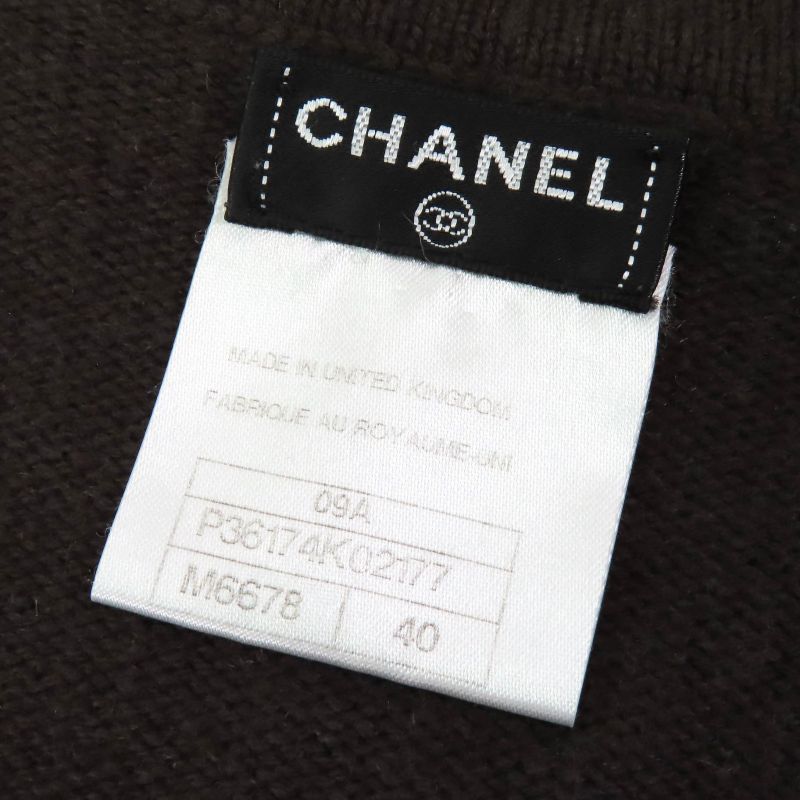 CHANEL
MADE IN UNITED KINGDOM
FABRIQUE AU ROYAUME-UNI
09A
P36174K02177
M6678 40